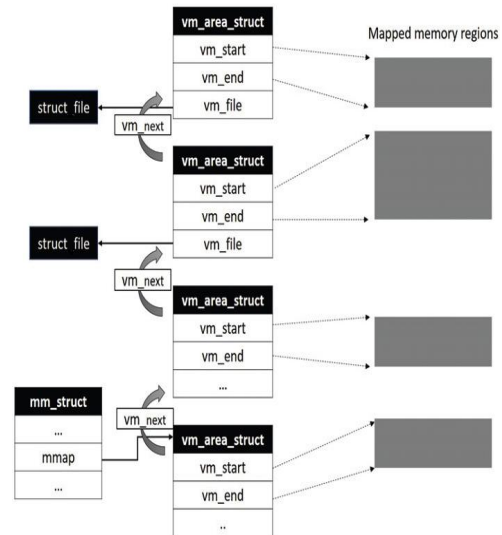 vm_area_struct
vm_start
vm_end
vm_file
Mapped memory regions
struct file
vm_next
vm_area_struct
vm_start
vm_end
vm_file
struct file
vm_next
vm_area_struct
vm_start
vm_end
...
mm_struct
...
mmap
...
vm_next
vm_area_struct
vm_start
vm_end
..